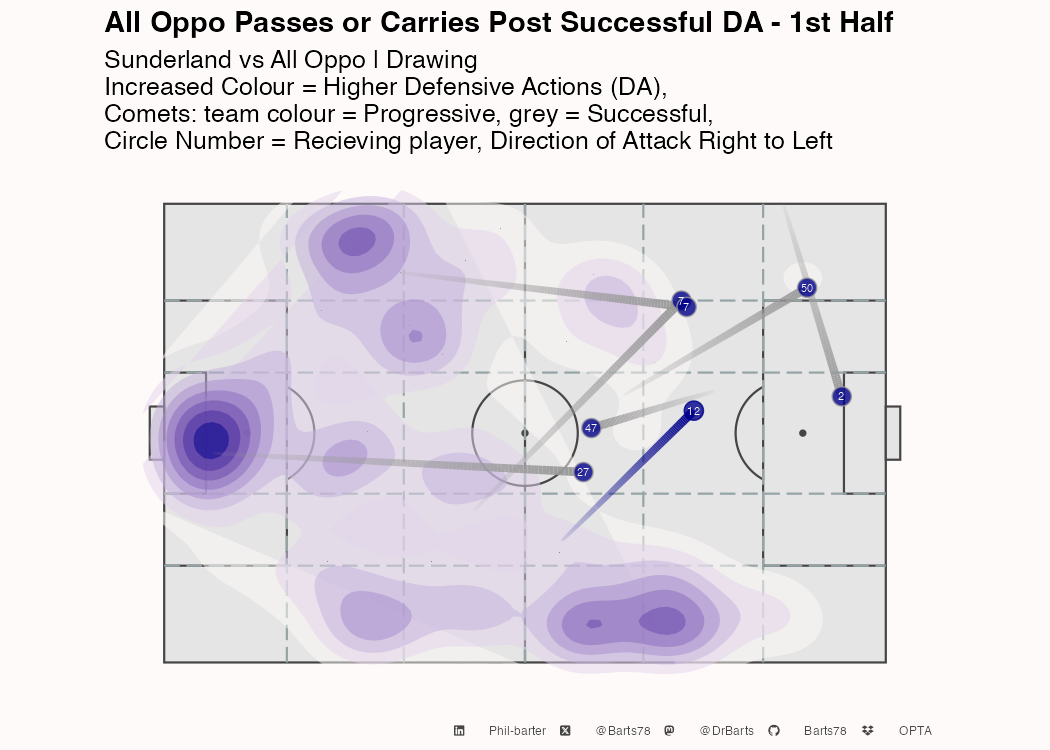 All Oppo Passes or Carries Post Successful DA - 1st Half
Sunderland vs All Oppo | Drawing
Increased Colour = Higher Defensive Actions (DA),
Comets: team colour = Progressive, grey = Successful,
Circle Number = Recieving player, Direction of Attack Right to Left
50
7
7
2
12
47
27
Phil-barter @Barts78 @DrBarts Barts78 OPTA